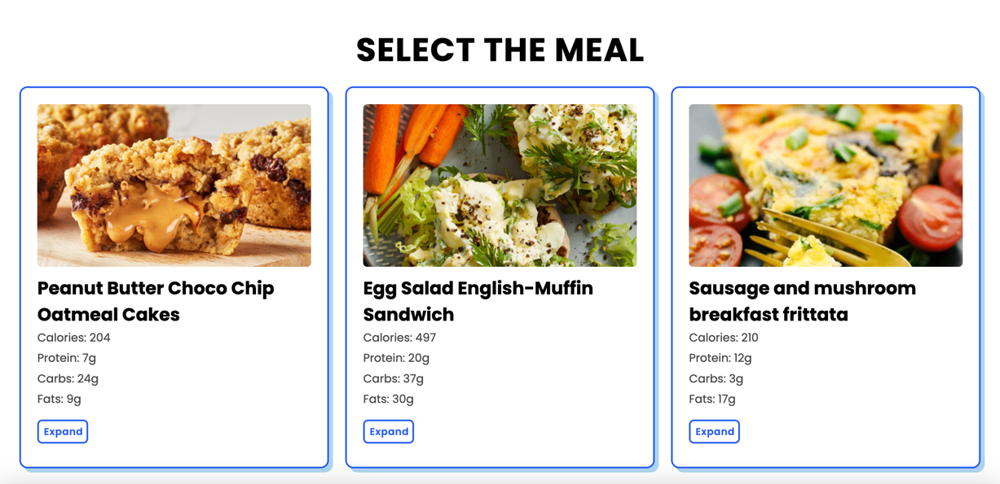 SELECT THE MEAL
Peanut Butter Choco Chip
Oatmeal Cakes
Calories: 204
Protein: 7g
Carbs: 24g
Fats: 9g
Expand
Egg Salad English-Muffin
Sandwich
Calories: 497
Protein: 20g
Carbs: 37g
Fats: 30g
Expand
Sausage and mushroom
breakfast frittata
Calories: 210
Protein: 12g
Carbs: 3g
Fats: 17g
Expand